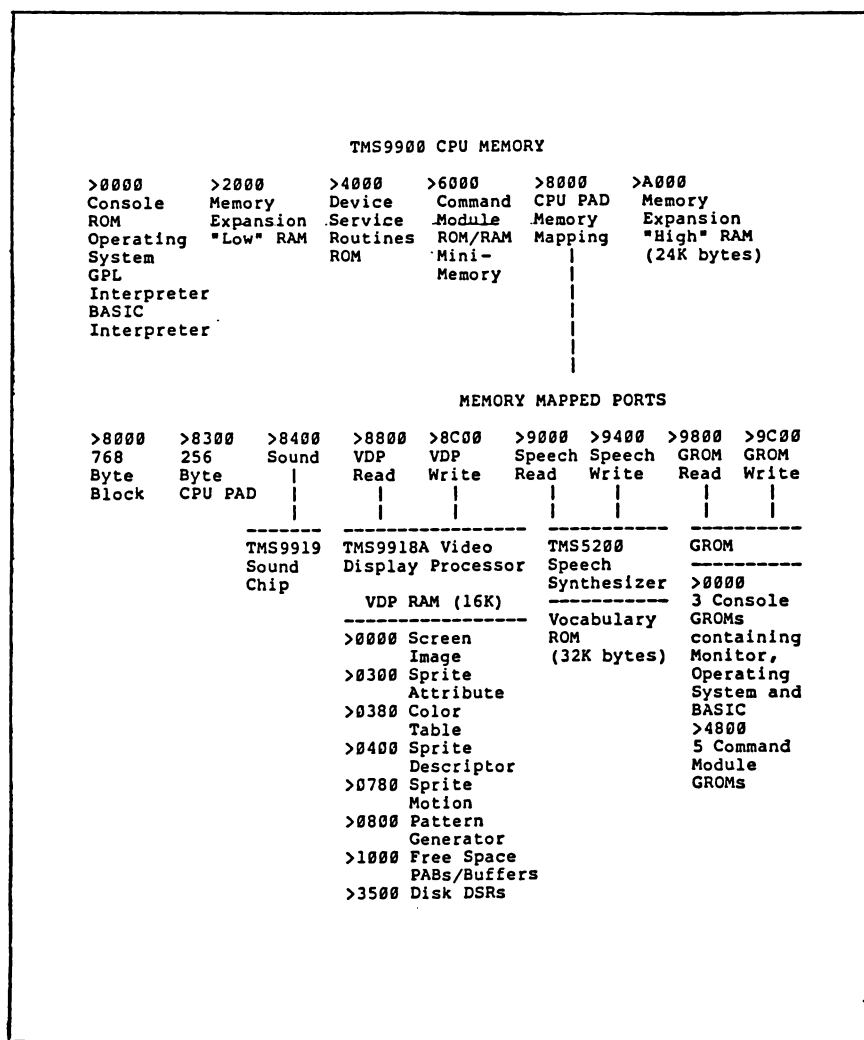 TMS9900 CPU MEMORY
>0000 >2000 >4000 >6000 >8000 >A000
Console Memory Device Command CPU PAD Memory
ROM Expansion Service Module Memory Expansion
Operating "Low" RAM Routines ROM/RAM Mapping "High" RAM
System ROM Mini- (24K bytes)
GPL Memory
Interpreter
BASIC
Interpreter
MEMORY MAPPED PORTS
>8000 >8300 >8400 >8800 >8C00 >9000 >9400 >9800 >9C00
768 256 Sound VDP VDP Speech Speech GROM GROM
Byte Byte Read Write Read Write Read Write
Block CPU PAD
TMS9919 TMS9918A Video TMS5200 GROM
Sound Display Processor Speech
Chip Synthesizer >0000
VDP RAM (16K) 3 Console
Vocabulary GROMs
>0000 Screen ROM containing
Image (32K bytes) Monitor,
>0300 Sprite Operating
Attribute System and
>0380 Color BASIC
Table >4800
>0400 Sprite 5 Command
Descriptor Module
>0780 Sprite GROMs
Motion
>0800 Pattern
Generator
>1000 Free Space
PABs/Buffers
>3500 Disk DSRs